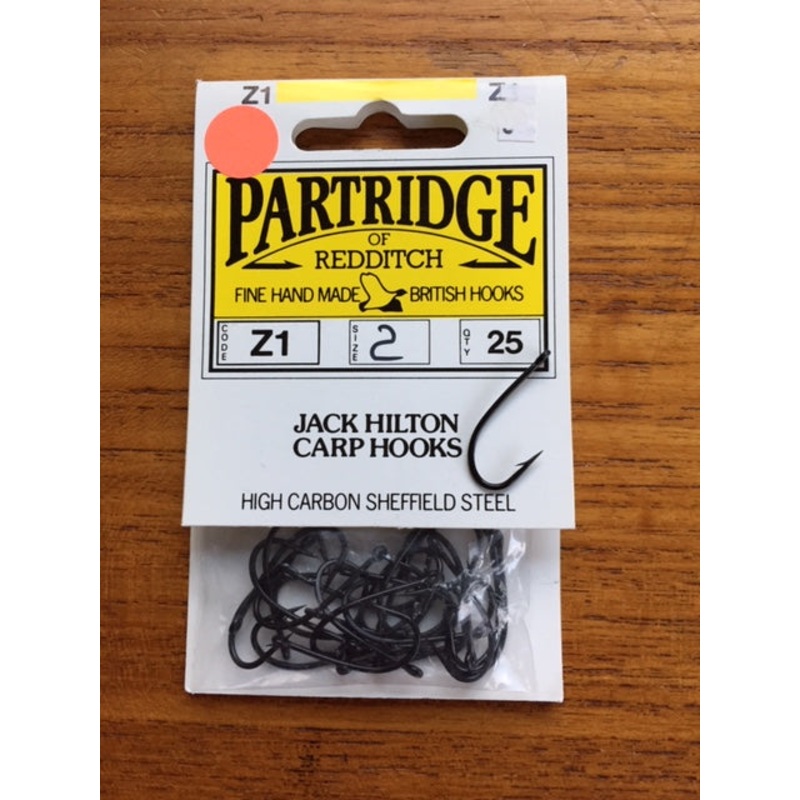 Z1
PARTRIDGE
OF
REDDITCH
FINE HAND MADE BRITISH HOOKS
CODE Z1 SIZE 2 QTY 25
JACK HILTON
CARP HOOKS
HIGH CARBON SHEFFIELD STEEL